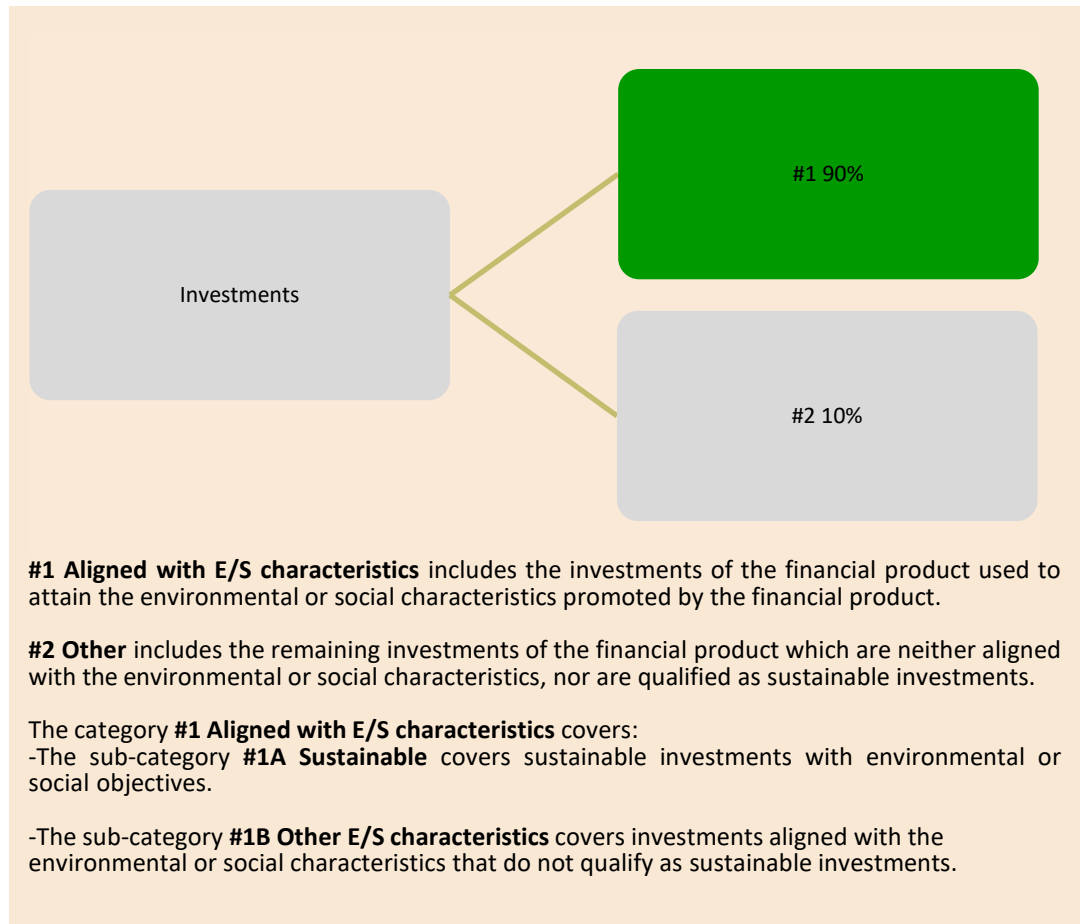 #1 90%
Investments
#2 10%
#1 Aligned with E/S characteristics includes the investments of the financial product used to
attain the environmental or social characteristics promoted by the financial product.
#2 Other includes the remaining investments of the financial product which are neither aligned
with the environmental or social characteristics, nor are qualified as sustainable investments.
The category #1 Aligned with E/S characteristics covers:
-The sub-category #1A Sustainable covers sustainable investments with environmental or
social objectives.
-The sub-category #1B Other E/S characteristics covers investments aligned with the
environmental or social characteristics that do not qualify as sustainable investments.